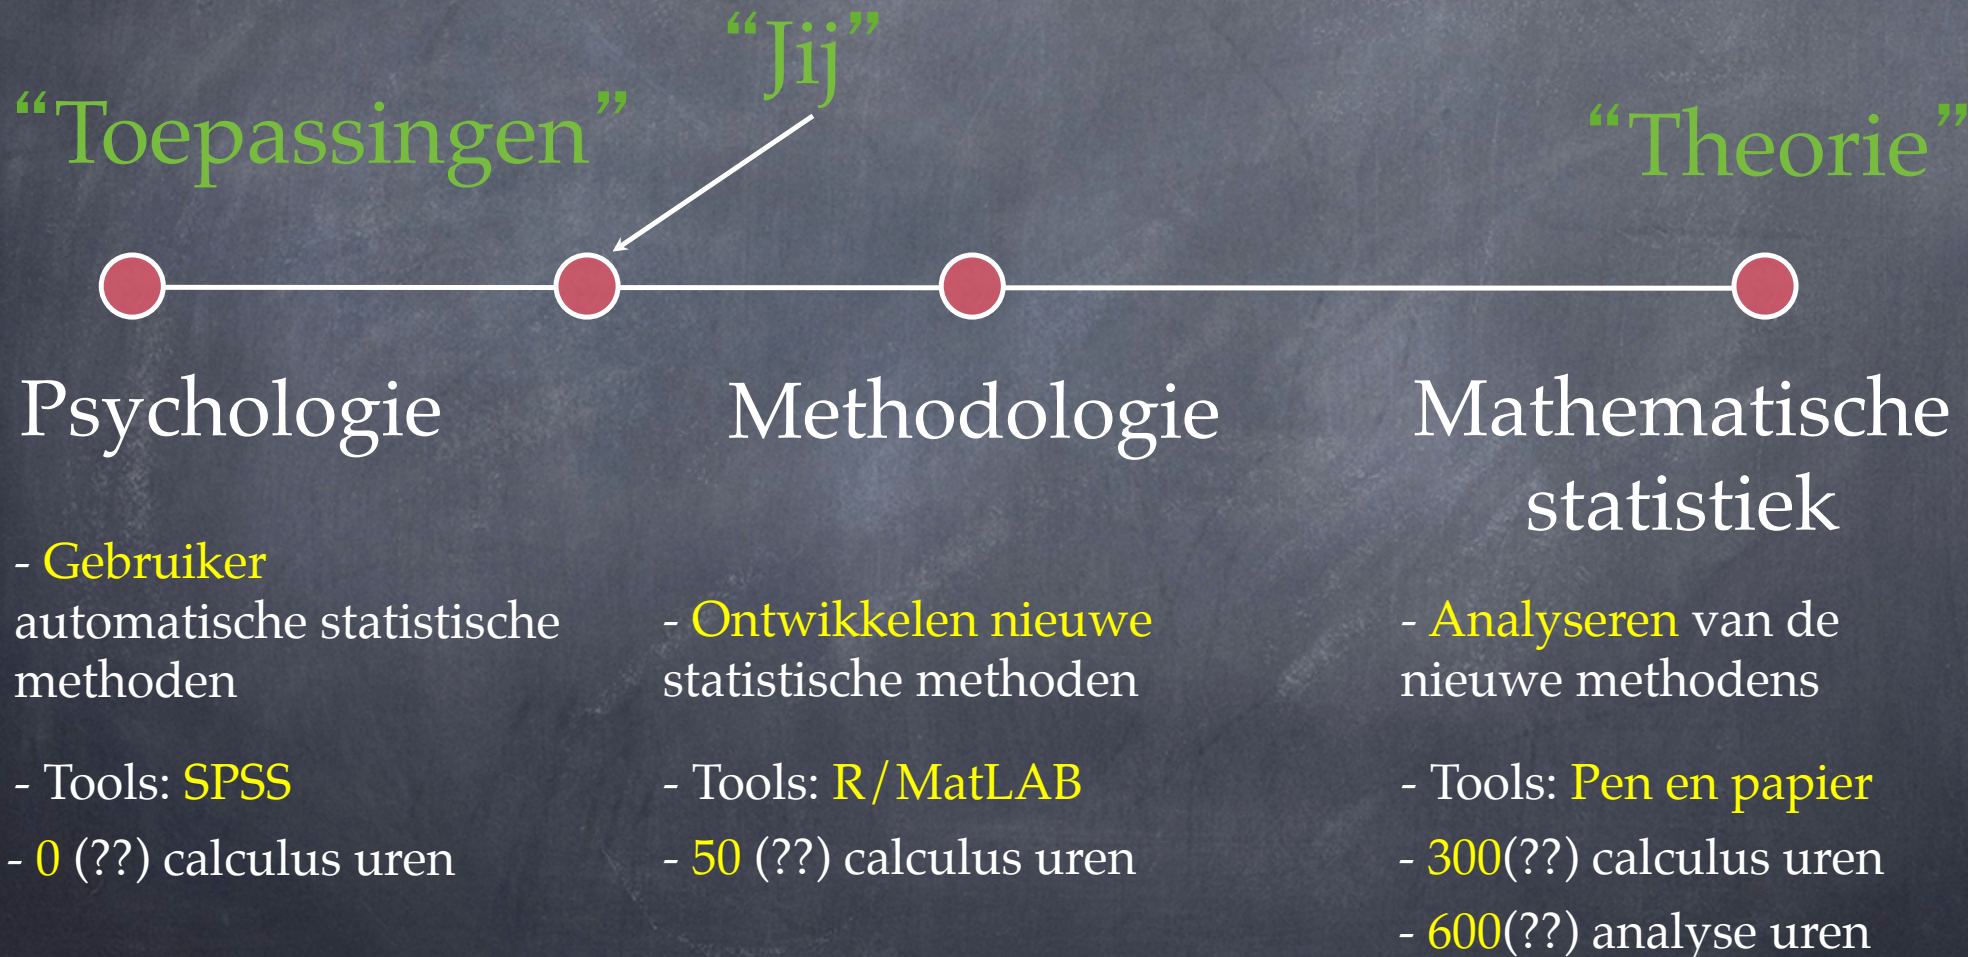 “Jij”
“Toepassingen”
“Theorie”
Psychologie
- Gebruiker
automatische statistische
methoden
- Tools: SPSS
- 0 (??) calculus uren
Methodologie
- Ontwikkelen nieuwe
statistische methoden
- Tools: R/MatLAB
- 50 (??) calculus uren
Mathematische
statistiek
- Analyseren van de
nieuwe methodens
- Tools: Pen en papier
- 300(??) calculus uren
- 600(??) analyse uren